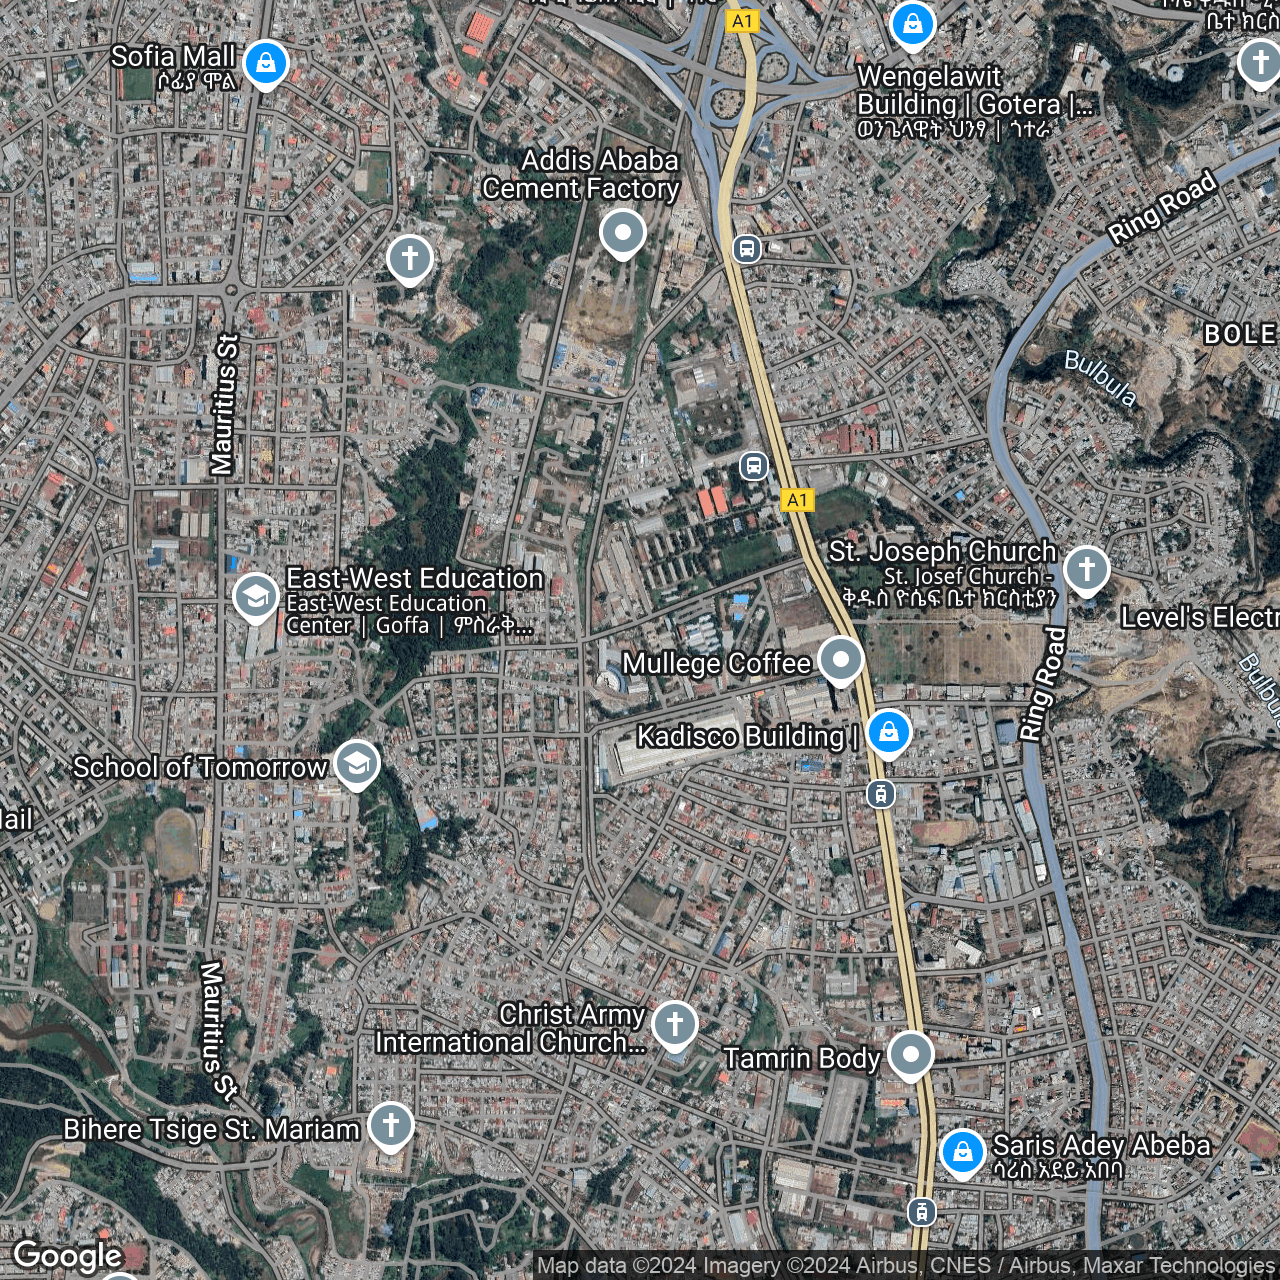 A1
Sofia Mall
ሶፊያ ሞል
ቤተ ክርስ
Wengelawit
Building | Gotera |...
ወንጌላዊት ህንፃ | ጎተራ
Addis Ababa
Cement Factory
Ring Road
BOLE
Bulbula
Mauritius St
A1
St. Joseph Church
St. Josef Church -
ቅዱስ ዮሴፍ ቤተ ክርስቲያን
East-West Education
East-West Education
Center | Goffa | ምስራቅ...
Level's Electr
Mullege Coffee
Ring Road
Bulbu
Kadisco Building |
School of Tomorrow
Mail
Mauritius St
Christ Army
International Church...
Tamrin Body
Bihere Tsige St. Mariam
Saris Adey Abeba
ሳሪስ አደይ አበባ
Google
Map data ©2024 Imagery ©2024 Airbus, CNES / Airbus, Maxar Technologies